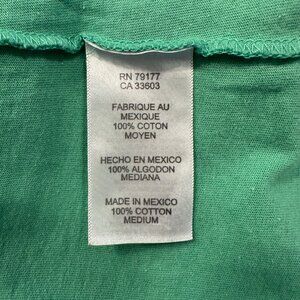 RN 79177
CA 33603
FABRIQUE AU
MEXIQUE
100% COTON
MOYEN
HECHO EN MEXICO
100% ALGODON
MEDIANA
MADE IN MEXICO
100% COTTON
MEDIUM